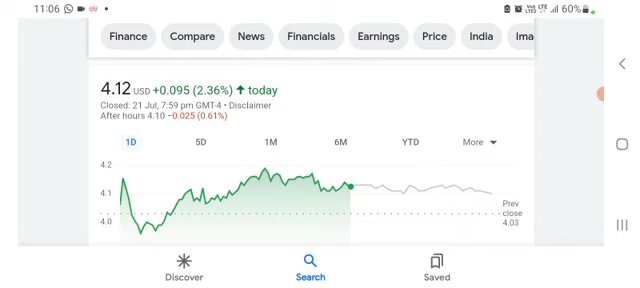 11:06 60%
Finance Compare News Financials Earnings Price India Ima
4.12 USD +0.095 (2.36%) ↑ today
Closed: 21 Jul, 7:59 pm GMT-4 • Disclaimer
After hours 4.10 −0.025 (0.61%)
1D 5D 1M 6M YTD More
4.2
4.1
4.0
Prev
close
4.03
Discover Search Saved